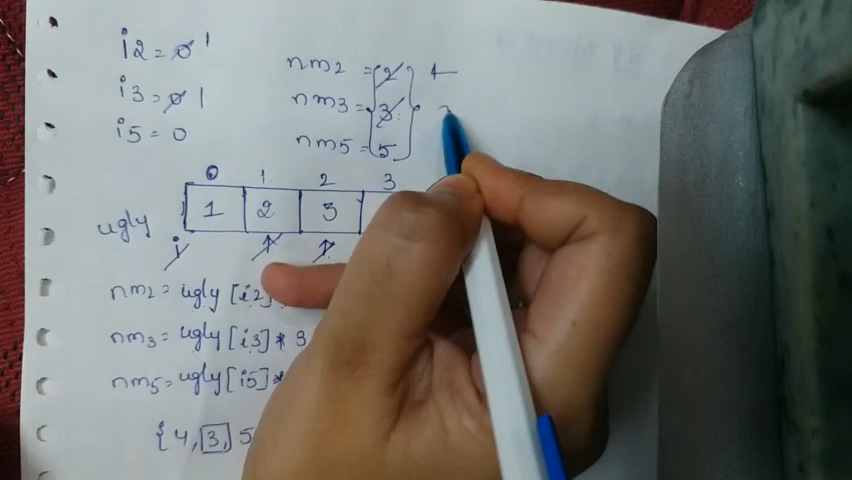 i2 = 0 1
i3 = 0 1
i5 = 0
nm2 = 2 4
nm3 = 3
nm5 = 5
0 1 2 3
ugly 1 2 3
i i i
nm2 = ugly [i2]
nm3 = ugly [i3] * 3
nm5 = ugly [i5] *
{4, 3, 5